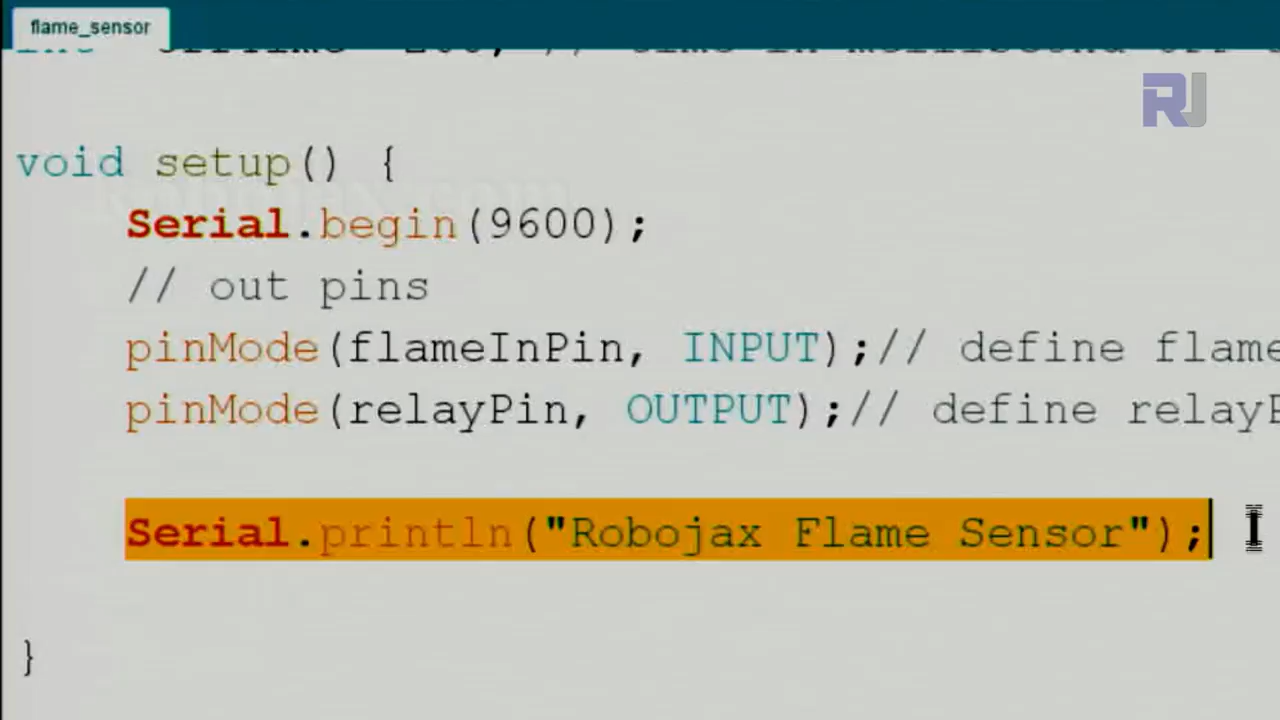 flame_sensor
RJ
void setup() {
Serial.begin(9600);
// out pins
pinMode(flameInPin, INPUT);// define flame
pinMode(relayPin, OUTPUT);// define relayP
Serial.println("Robojax Flame Sensor");
}